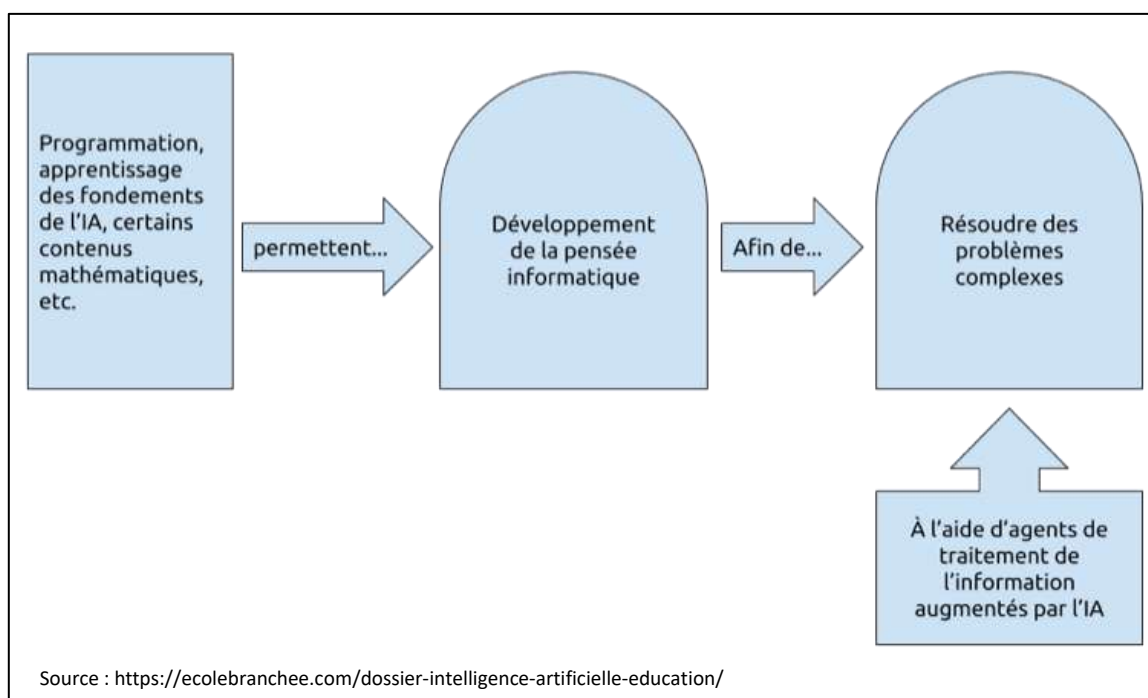 Programmation,
apprentissage
des fondements
de l'IA, certains
contenus
mathématiques,
etc.
permettent...
Développement
de la pensée
informatique
Afin de...
Résoudre des
problèmes
complexes
À l'aide d'agents de
traitement de
l'information
augmentés par l'IA
Source : https://ecolebranchee.com/dossier-intelligence-artificielle-education/